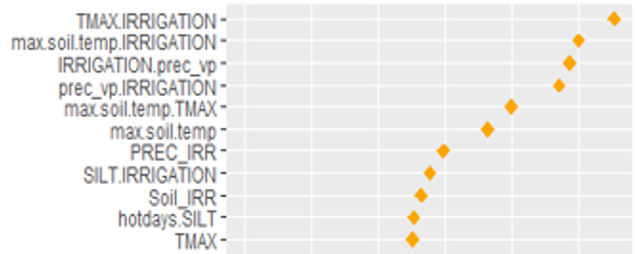 TMAX.IRRIGATION
max.soil.temp.IRRIGATION
IRRIGATION.prec_vp
prec_vp.IRRIGATION
max.soil.temp.TMAX
max.soil.temp
PREC_IRR
SILT.IRRIGATION
Soil_IRR
hotdays.SILT
TMAX